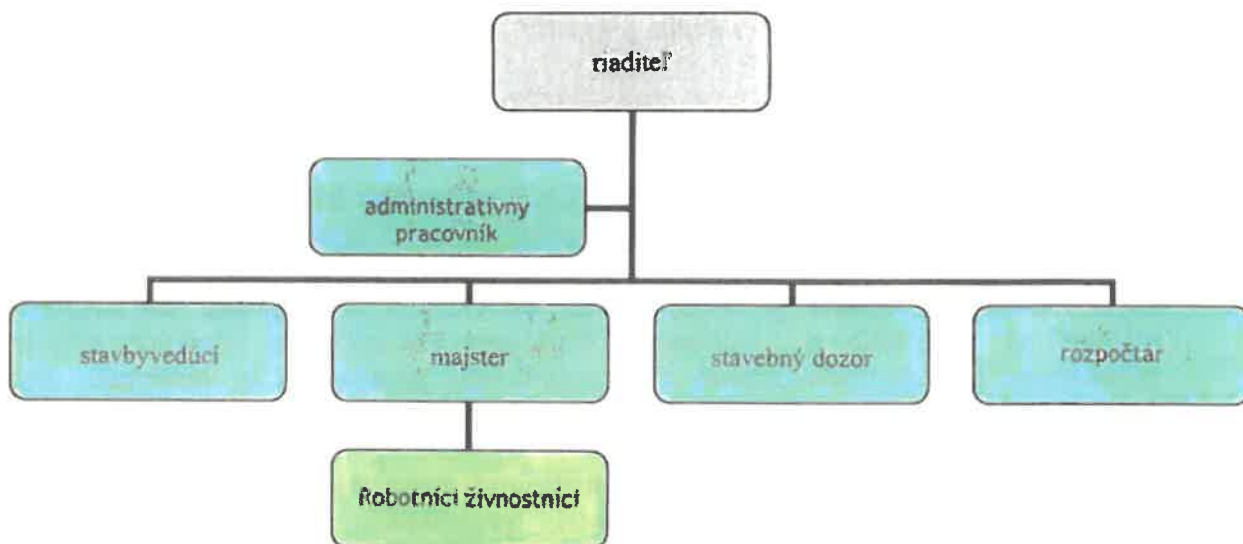 riaditeľ
administratívny
pracovník
stavbyvedúci
majster
stavebný dozor
rozpočtár
Robotníci živnostníci